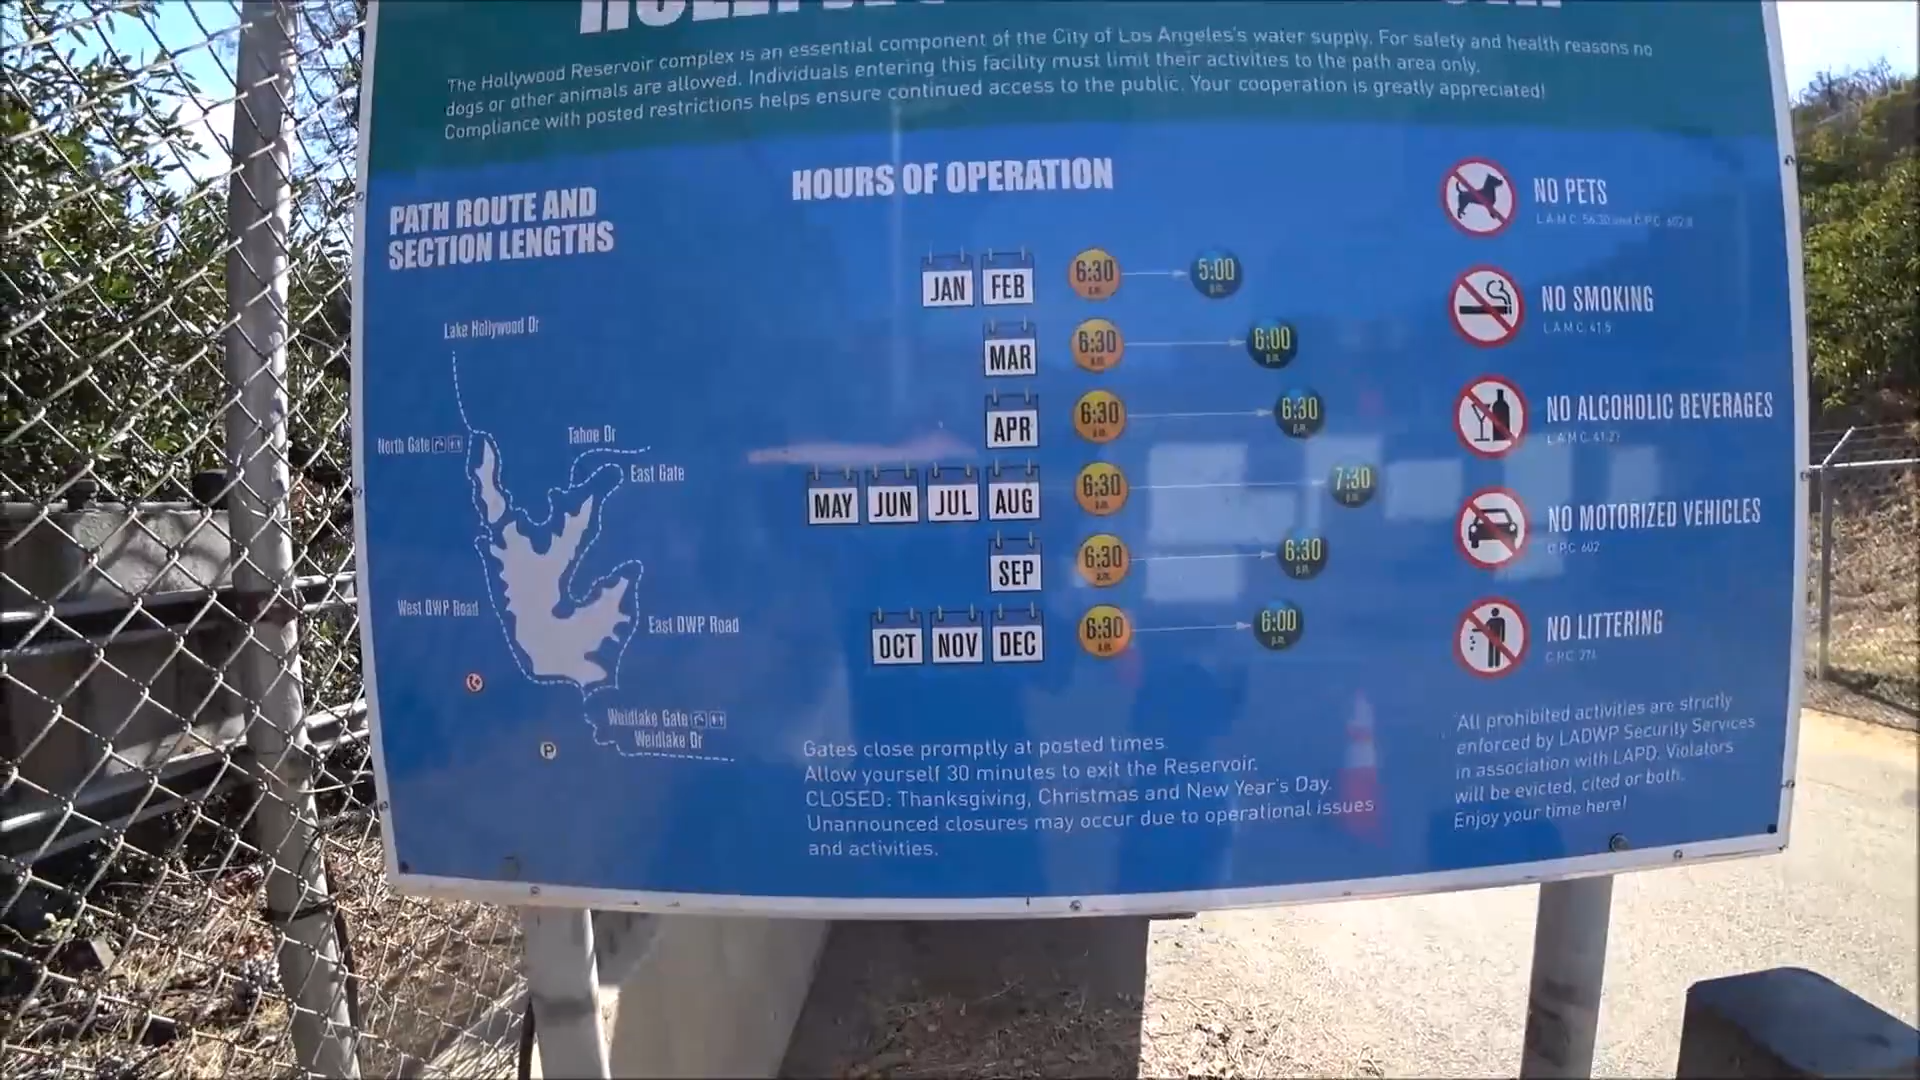 The Hollywood Reservoir complex is an essential component of the City of Los Angeles's water supply. For safety and health reasons no
dogs or other animals are allowed. Individuals entering this facility must limit their activities to the path area only.
Compliance with posted restrictions helps ensure continued access to the public. Your cooperation is greatly appreciated!
PATH ROUTE AND
SECTION LENGTHS
Lake Hollywood Dr
North Gate
Tahoe Dr
East Gate
West DWP Road
East DWP Road
P
Weidlake Gate
Weidlake Dr
HOURS OF OPERATION
JAN FEB 6:30 a.m. 5:00 p.m.
MAR 6:30 a.m. 6:00 p.m.
APR 6:30 a.m. 6:30 p.m.
MAY JUN JUL AUG 6:30 a.m. 7:30 p.m.
SEP 6:30 a.m. 6:30 p.m.
OCT NOV DEC 6:30 a.m. 6:00 p.m.
Gates close promptly at posted times.
Allow yourself 30 minutes to exit the Reservoir.
CLOSED: Thanksgiving, Christmas and New Year's Day.
Unannounced closures may occur due to operational issues
and activities.
NO PETS
NO SMOKING
L.A.M.C. 41.5
NO ALCOHOLIC BEVERAGES
L.A.M.C. 41.27
NO MOTORIZED VEHICLES
C.P.C. 602
NO LITTERING
All prohibited activities are strictly
enforced by LADWP Security Services
in association with LAPD. Violators
will be evicted, cited or both.
Enjoy your time here!